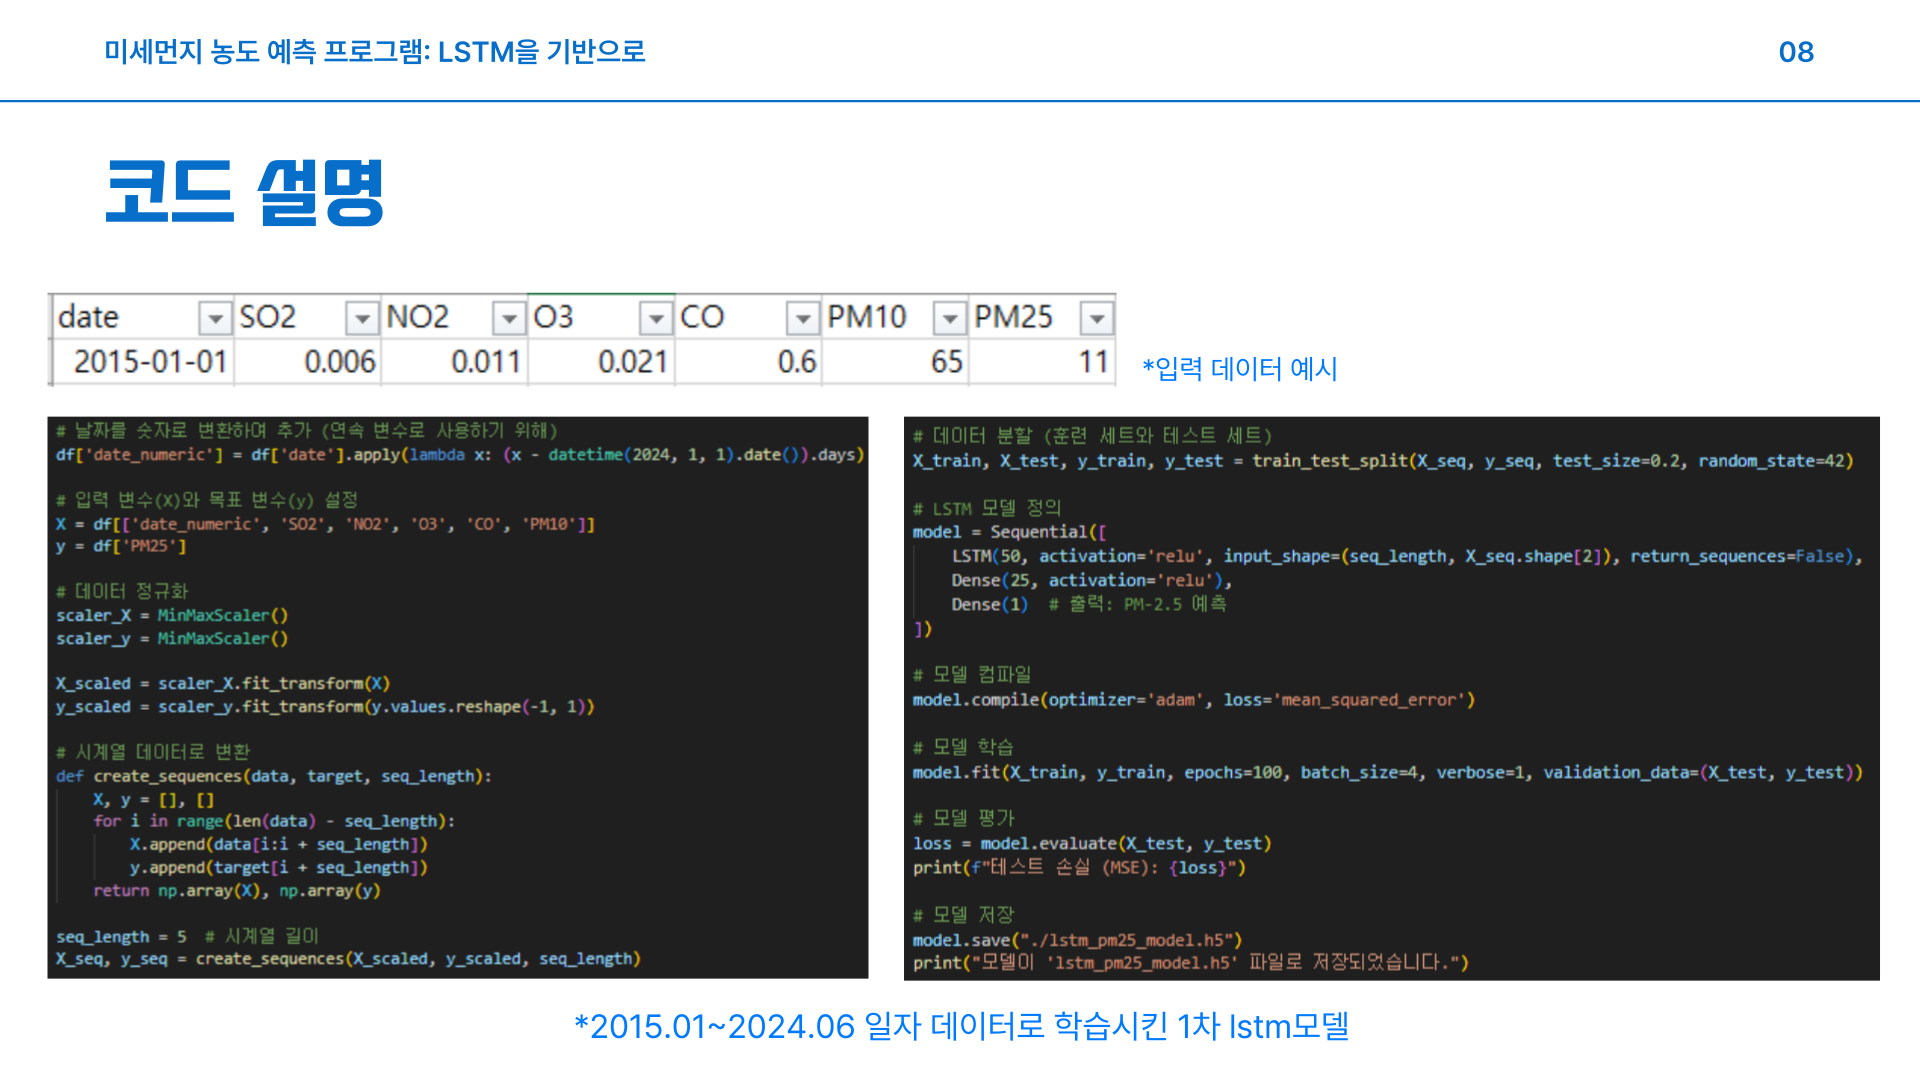 미세먼지 농도 예측 프로그램: LSTM을 기반으로
08
코드 설명
date SO2 NO2 O3 CO PM10 PM25
2015-01-01 0.006 0.011 0.021 0.6 65 11
*입력 데이터 예시
# 날짜를 숫자로 변환하여 추가 (연속 변수로 사용하기 위해)
df['date_numeric'] = df['date'].apply(lambda x: (x - datetime(2024, 1, 1).date()).days)
# 입력 변수(X)와 목표 변수(y) 설정
X = df[['date_numeric', 'SO2', 'NO2', 'O3', 'CO', 'PM10']]
y = df['PM25']
# 데이터 정규화
scaler_X = MinMaxScaler()
scaler_y = MinMaxScaler()
X_scaled = scaler_X.fit_transform(X)
y_scaled = scaler_y.fit_transform(y.values.reshape(-1, 1))
# 시계열 데이터로 변환
def create_sequences(data, target, seq_length):
    X, y = [], []
    for i in range(len(data) - seq_length):
        X.append(data[i:i + seq_length])
        y.append(target[i + seq_length])
    return np.array(X), np.array(y)
seq_length = 5  # 시계열 길이
X_seq, y_seq = create_sequences(X_scaled, y_scaled, seq_length)
# 데이터 분할 (훈련 세트와 테스트 세트)
X_train, X_test, y_train, y_test = train_test_split(X_seq, y_seq, test_size=0.2, random_state=42)
# LSTM 모델 정의
model = Sequential([
    LSTM(50, activation='relu', input_shape=(seq_length, X_seq.shape[2]), return_sequences=False),
    Dense(25, activation='relu'),
    Dense(1)  # 출력: PM-2.5 예측
])
# 모델 컴파일
model.compile(optimizer='adam', loss='mean_squared_error')
# 모델 학습
model.fit(X_train, y_train, epochs=100, batch_size=4, verbose=1, validation_data=(X_test, y_test))
# 모델 평가
loss = model.evaluate(X_test, y_test)
print(f"테스트 손실 (MSE): {loss}")
# 모델 저장
model.save("./lstm_pm25_model.h5")
print("모델이 'lstm_pm25_model.h5' 파일로 저장되었습니다.")
*2015.01~2024.06 일자 데이터로 학습시킨 1차 lstm모델